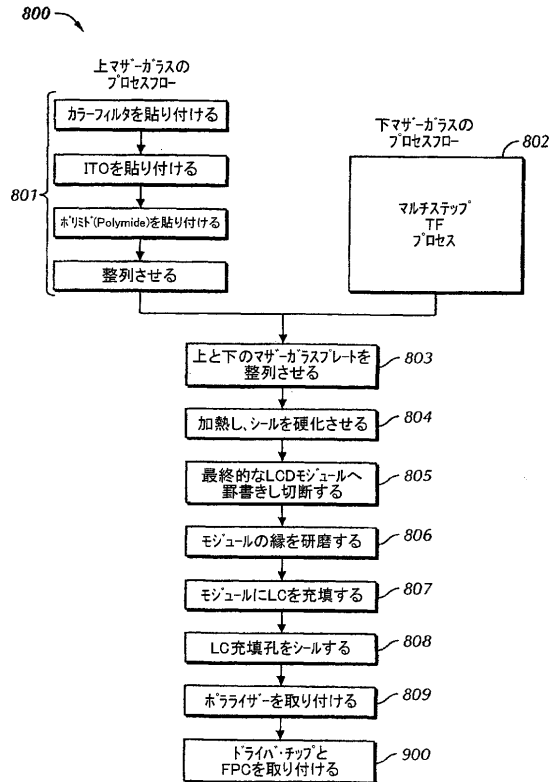 800
上マザーガラスの
プロセスフロー
カラーフィルタを貼り付ける
ITOを貼り付ける
ポリミド(Polymide)を貼り付ける
整列させる
801
下マザーガラスの
プロセスフロー
802
マルチステップ
TF
プロセス
上と下のマザーガラスプレートを
整列させる
803
加熱し、シールを硬化させる
804
最終的なLCDモジュールへ
罫書きし切断する
805
モジュールの縁を研磨する
806
モジュールにLCを充填する
807
LC充填孔をシールする
808
ポラライザーを取り付ける
809
ドライバ・チップと
FPCを取り付ける
900